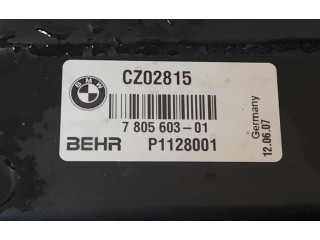 BMW
CZ02815
7 805 603-01
BEHR P1128001
Germany
12.06.07